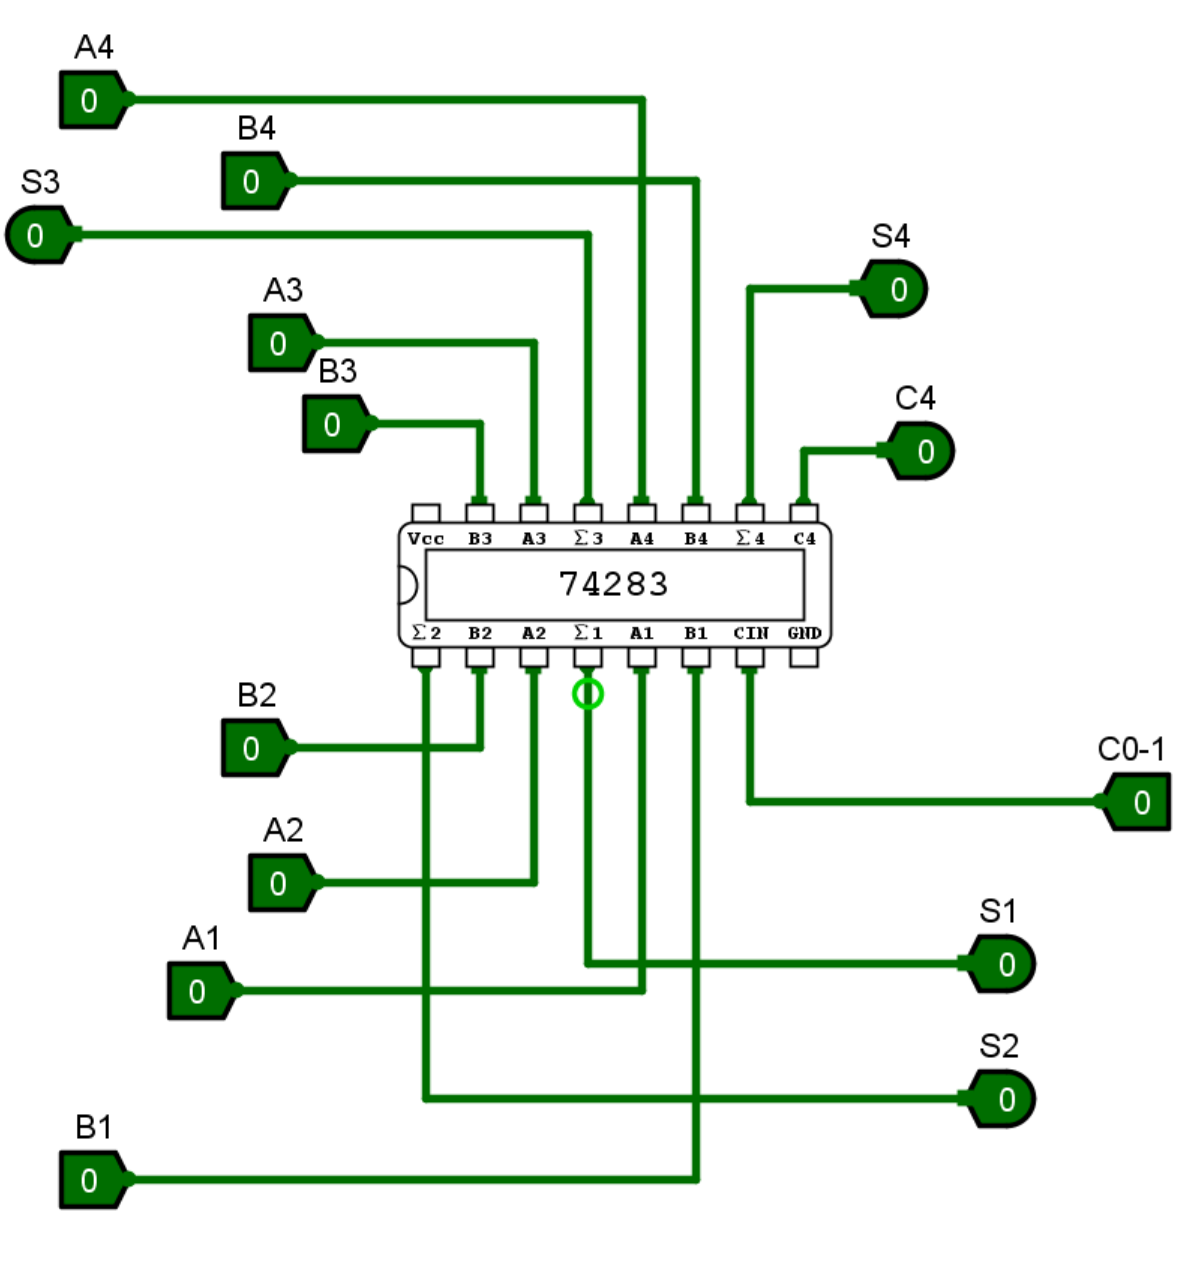 A4
0
B4
0
S3
0
S4
0
A3
0
B3
0
C4
0
Vcc B3 A3 Σ3 A4 B4 Σ4 C4
74283
Σ2 B2 A2 Σ1 A1 B1 CIN GND
B2
0
C0-1
0
A2
0
S1
0
A1
0
S2
0
B1
0